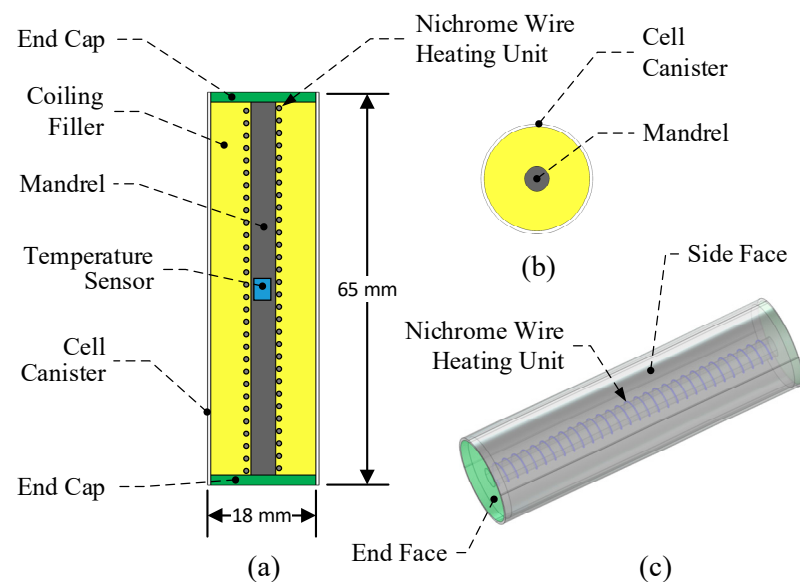 End Cap
Coiling
Filler
Mandrel
Temperature
Sensor
Cell
Canister
End Cap
Nichrome Wire
Heating Unit
65 mm
18 mm
(a)
Cell
Canister
Mandrel
(b)
Side Face
Nichrome Wire
Heating Unit
End Face
(c)